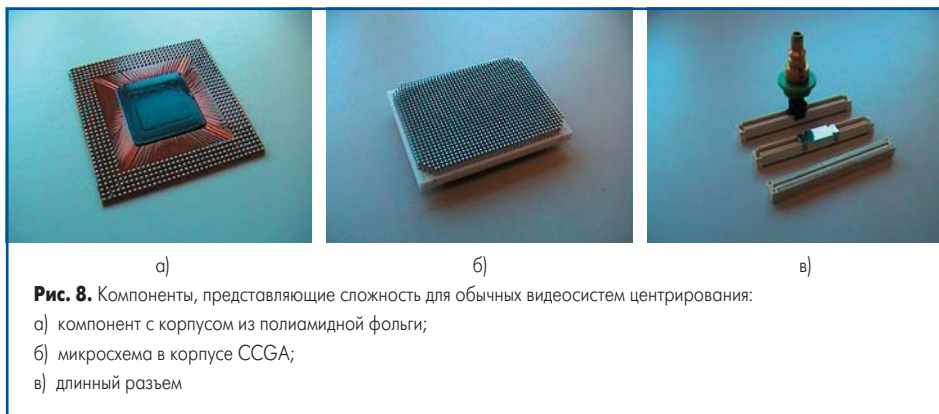 а)
б)
в)
Рис. 8. Компоненты, представляющие сложность для обычных видеосистем центрирования:
а) компонент с корпусом из полиамидной фольги;
б) микросхема в корпусе CCGA;
в) длинный разъем